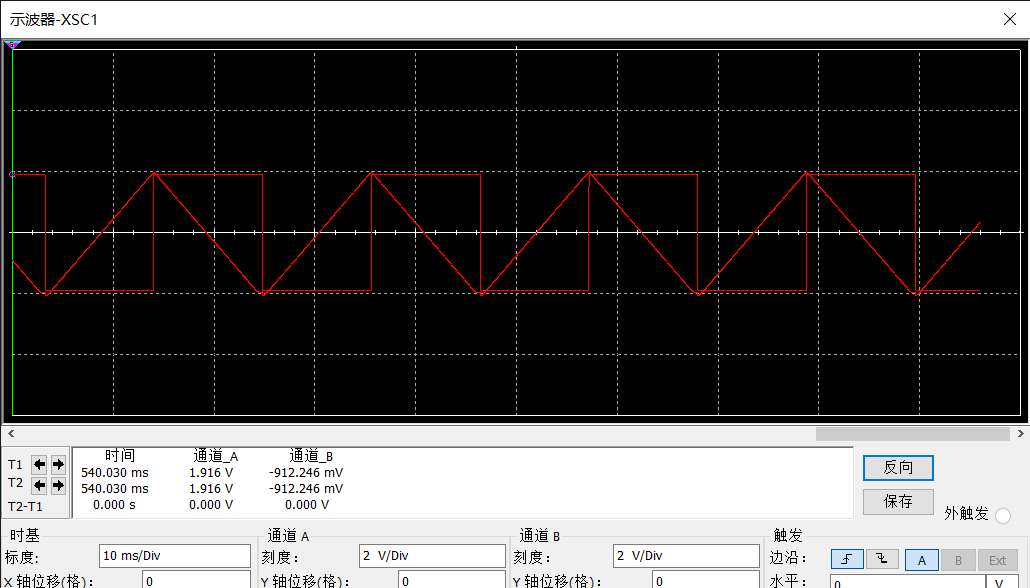 示波器-XSC1
T1
T2
T2-T1
时间 通道_A 通道_B
540.030 ms 1.916 V -912.246 mV
540.030 ms 1.916 V -912.246 mV
0.000 s 0.000 V 0.000 V
反向
保存
外触发
时基
标度: 10 ms/Div
X 轴位移(格): 0
通道 A
刻度: 2 V/Div
Y 轴位移(格): 0
通道 B
刻度: 2 V/Div
Y 轴位移(格): 0
触发
边沿: A B Ext
水平: 0 V